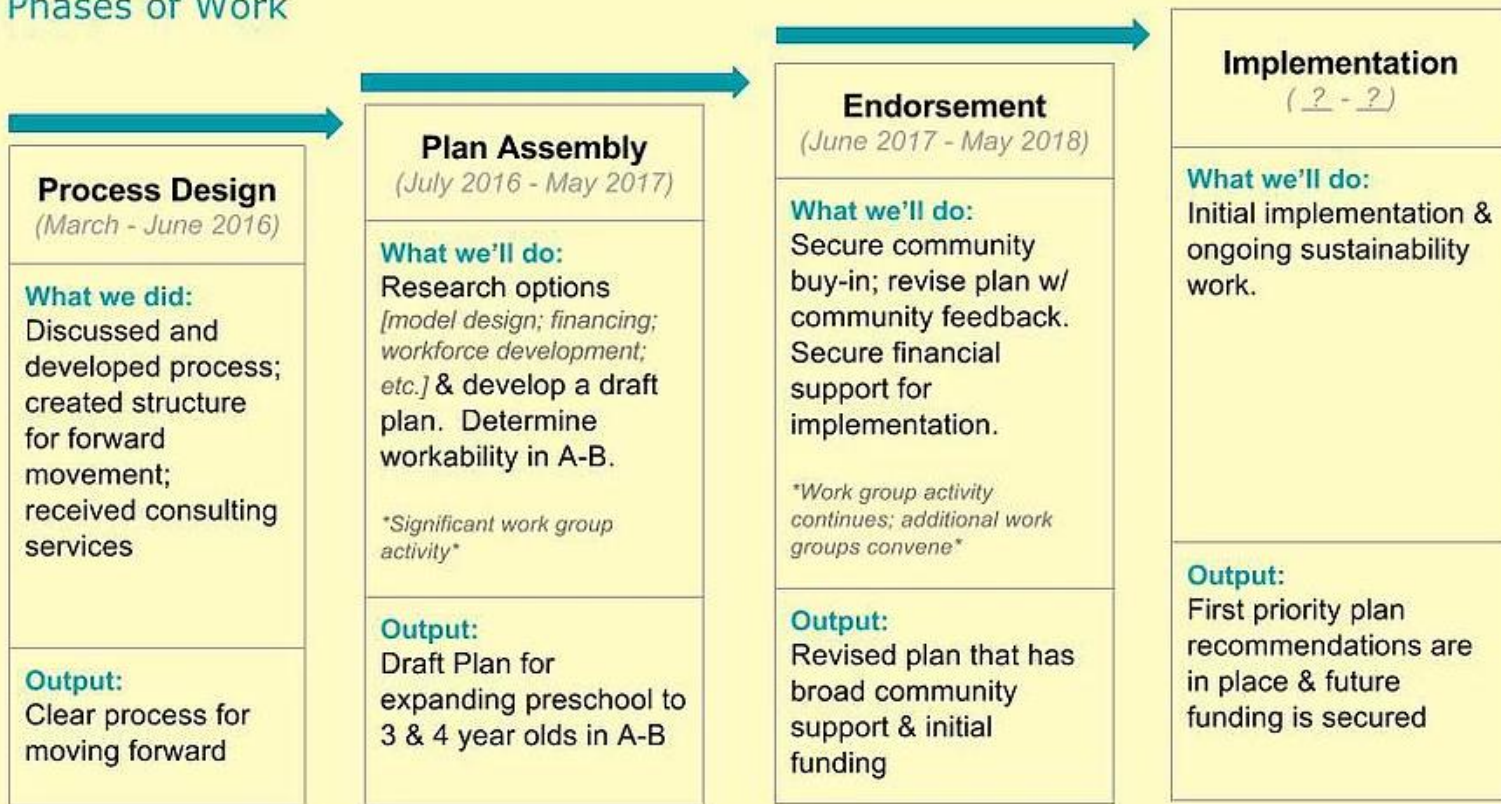 Phases of Work
Process Design
(March - June 2016)
What we did:
Discussed and
developed process;
created structure
for forward
movement;
received consulting
services
Output:
Clear process for
moving forward
Plan Assembly
(July 2016 - May 2017)
What we'll do:
Research options
[model design; financing;
workforce development;
etc.] & develop a draft
plan.  Determine
workability in A-B.
*Significant work group
activity*
Output:
Draft Plan for
expanding preschool to
3 & 4 year olds in A-B
Endorsement
(June 2017 - May 2018)
What we'll do:
Secure community
buy-in; revise plan w/
community feedback.
Secure financial
support for
implementation.
*Work group activity
continues; additional work
groups convene*
Output:
Revised plan that has
broad community
support & initial
funding
Implementation
( ? - ? )
What we'll do:
Initial implementation &
ongoing sustainability
work.
Output:
First priority plan
recommendations are
in place & future
funding is secured